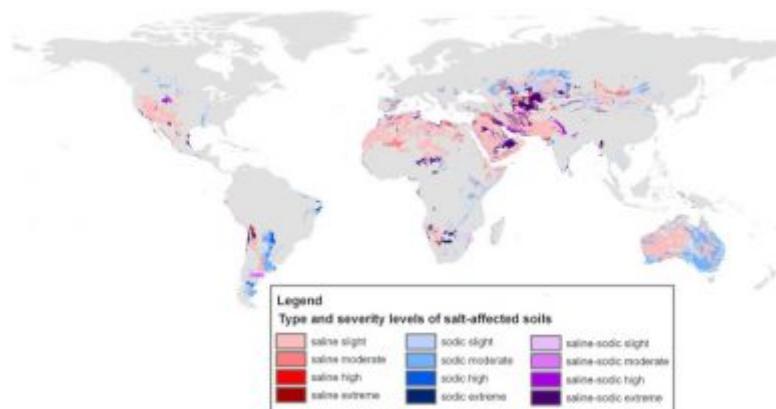 Legend
Type and severity levels of salt-affected soils
saline slight
saline moderate
saline high
saline extreme
sodic slight
sodic moderate
sodic high
sodic extreme
saline-sodic slight
saline-sodic moderate
saline-sodic high
saline-sodic extreme